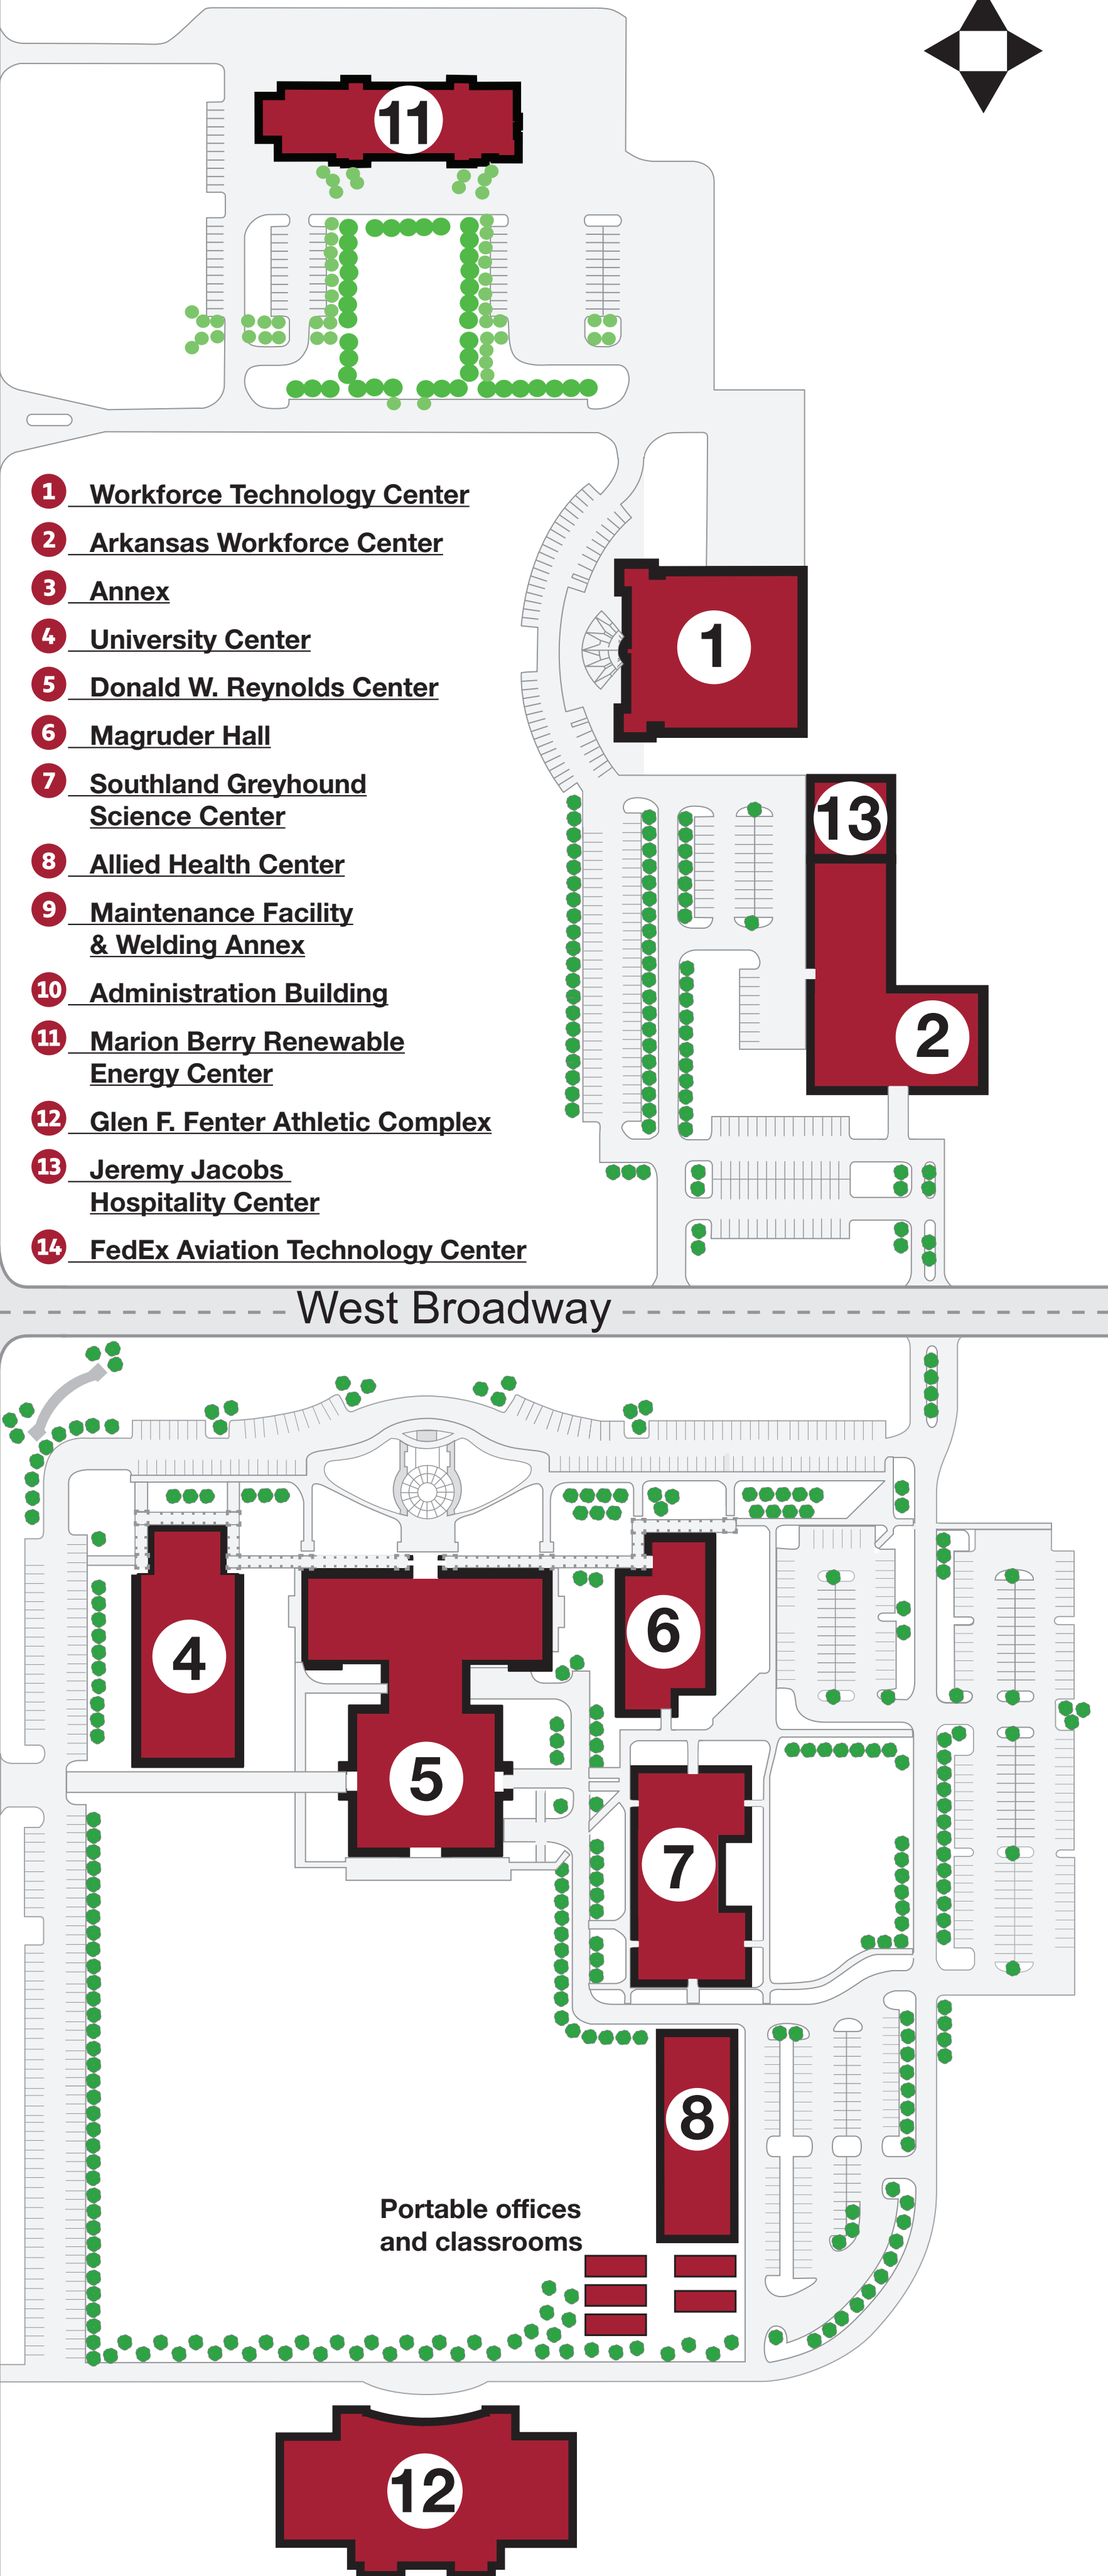 11
1 Workforce Technology Center
2 Arkansas Workforce Center
3 Annex
4 University Center
5 Donald W. Reynolds Center
6 Magruder Hall
7 Southland Greyhound
Science Center
8 Allied Health Center
9 Maintenance Facility
& Welding Annex
10 Administration Building
11 Marion Berry Renewable
Energy Center
12 Glen F. Fenter Athletic Complex
13 Jeremy Jacobs
Hospitality Center
14 FedEx Aviation Technology Center
1
13
2
West Broadway
4
6
5
7
8
Portable offices
and classrooms
12